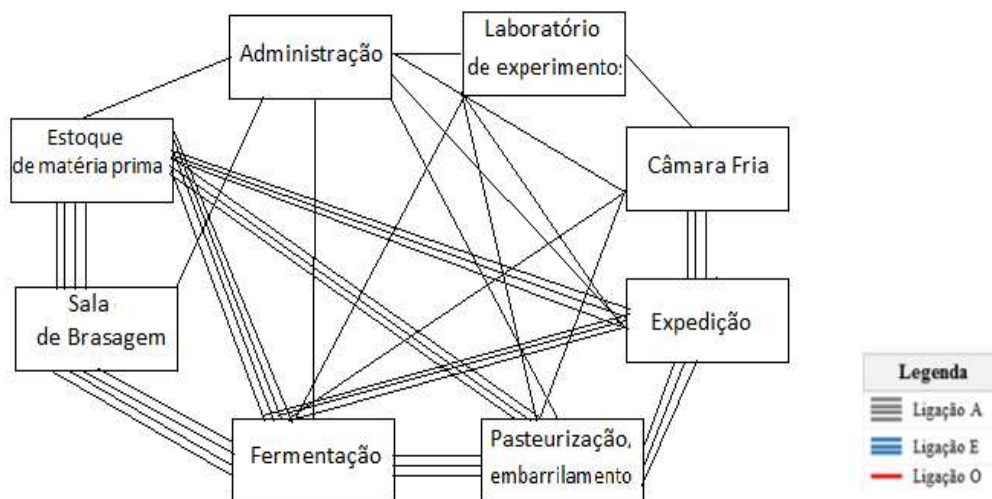 Administração
Laboratório
de experimento:
Estoque
de matéria prima
Câmara Fria
Sala
de Brasagem
Expedição
Fermentação
Pasteurização,
embarrilamento
Legenda
Ligação A
Ligação E
Ligação O